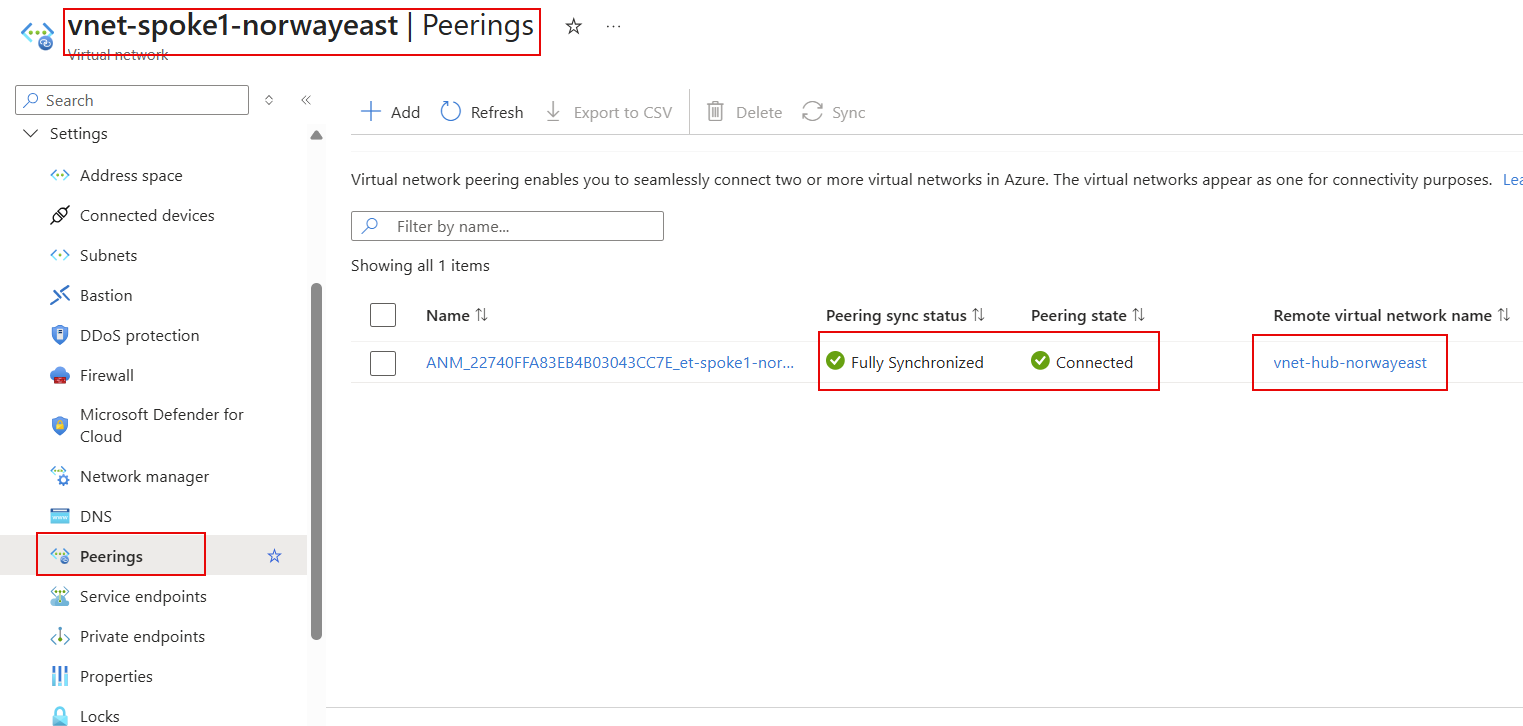 vnet-spoke1-norwayeast | Peerings
Virtual network
Search
Add
Refresh
Export to CSV
Delete
Sync
Settings
Address space
Connected devices
Subnets
Bastion
DDoS protection
Firewall
Microsoft Defender for
Cloud
Network manager
DNS
Peerings
Service endpoints
Private endpoints
Properties
Locks
Virtual network peering enables you to seamlessly connect two or more virtual networks in Azure. The virtual networks appear as one for connectivity purposes. Lea
Filter by name...
Showing all 1 items
Name Peering sync status Peering state Remote virtual network name
ANM_22740FFA83EB4B03043CC7E_et-spoke1-nor... Fully Synchronized Connected vnet-hub-norwayeast